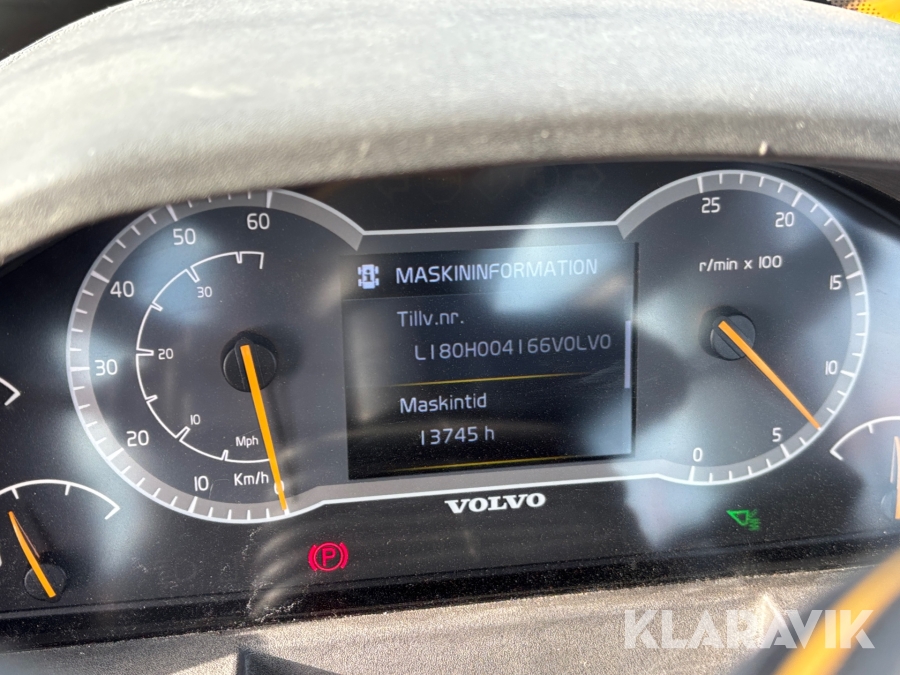 MASKININFORMATION
Tillv.nr.
L180H004166VOLVO
Maskintid
13745 h
60
50
40
30
20
10
0
30
20
10
Mph
Km/h
25
20
15
10
5
0
r/min x 100
VOLVO
P
KLARAVIK